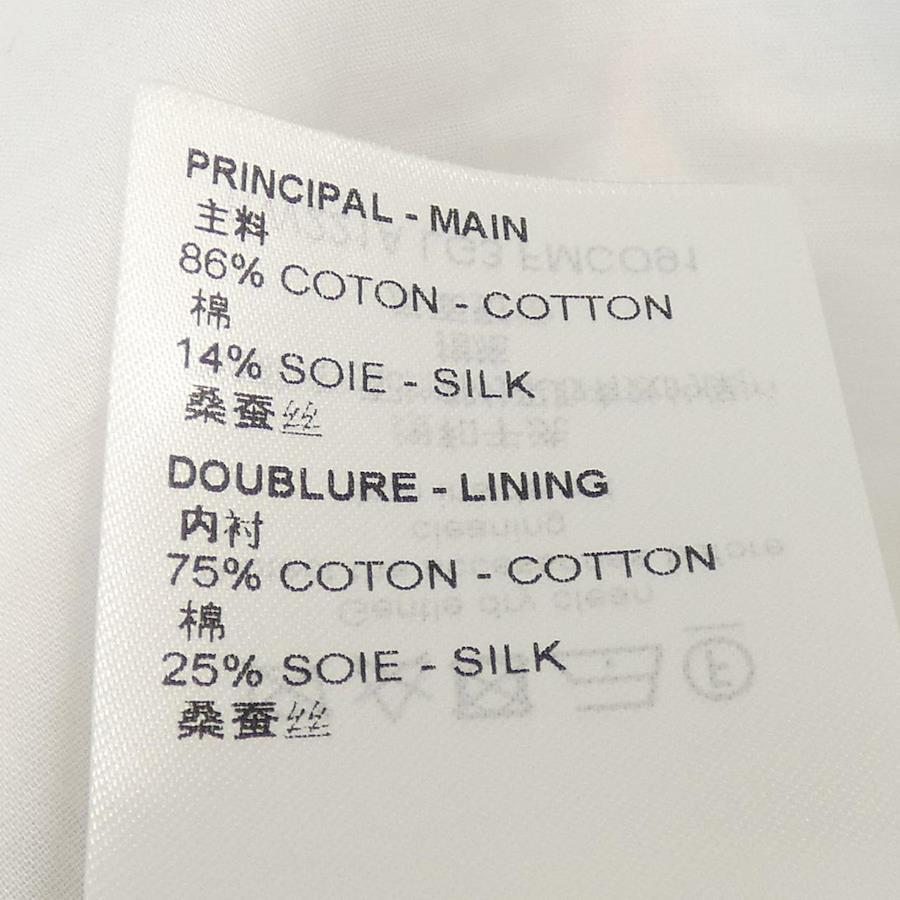 PRINCIPAL - MAIN
主料
86% COTON - COTTON
棉
14% SOIE - SILK
桑蚕丝
DOUBLURE - LINING
内衬
75% COTON - COTTON
棉
25% SOIE - SILK
桑蚕丝